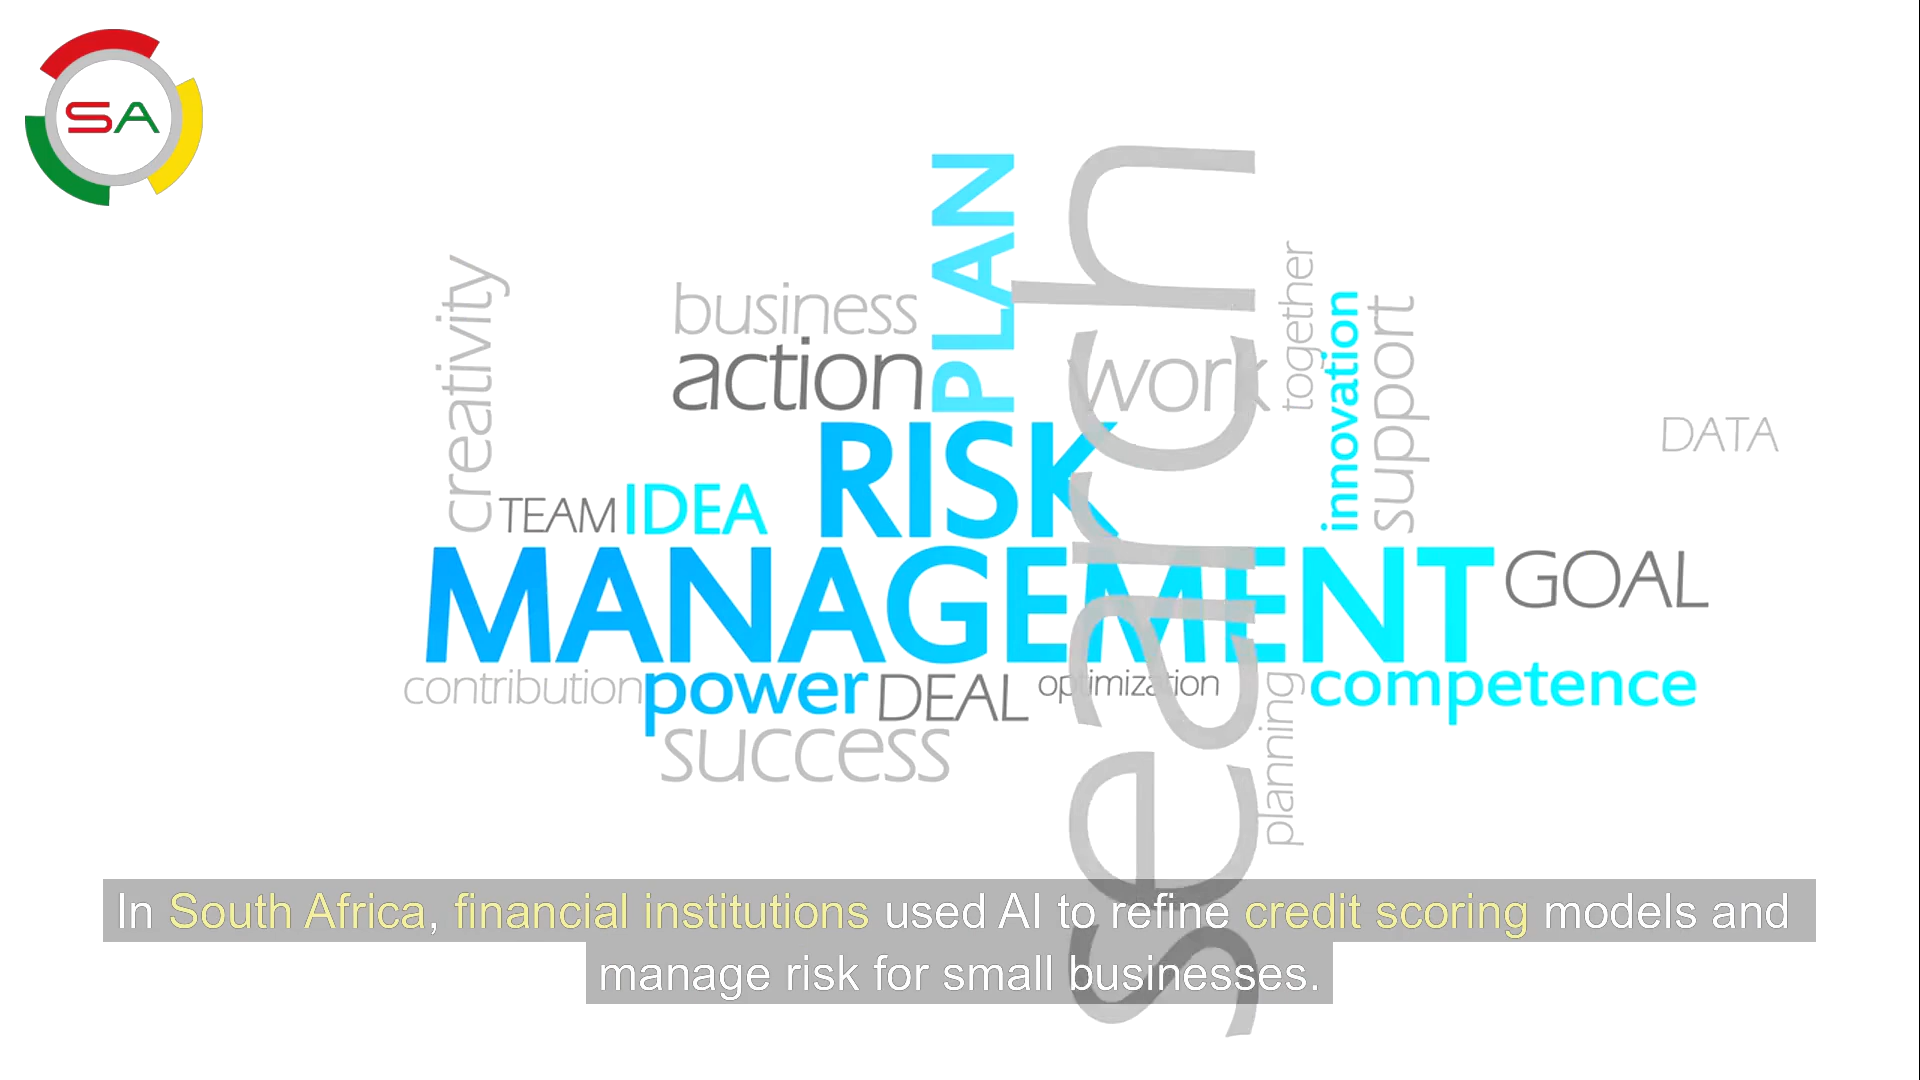 SA
creativity
business
action
PLAN
search
work
together
innovation
support
DATA
TEAM
IDEA
RISK
MANAGEMENT
GOAL
contribution
power
DEAL
optimization
planning
competence
success
In South Africa, financial institutions used AI to refine credit scoring models and
manage risk for small businesses.